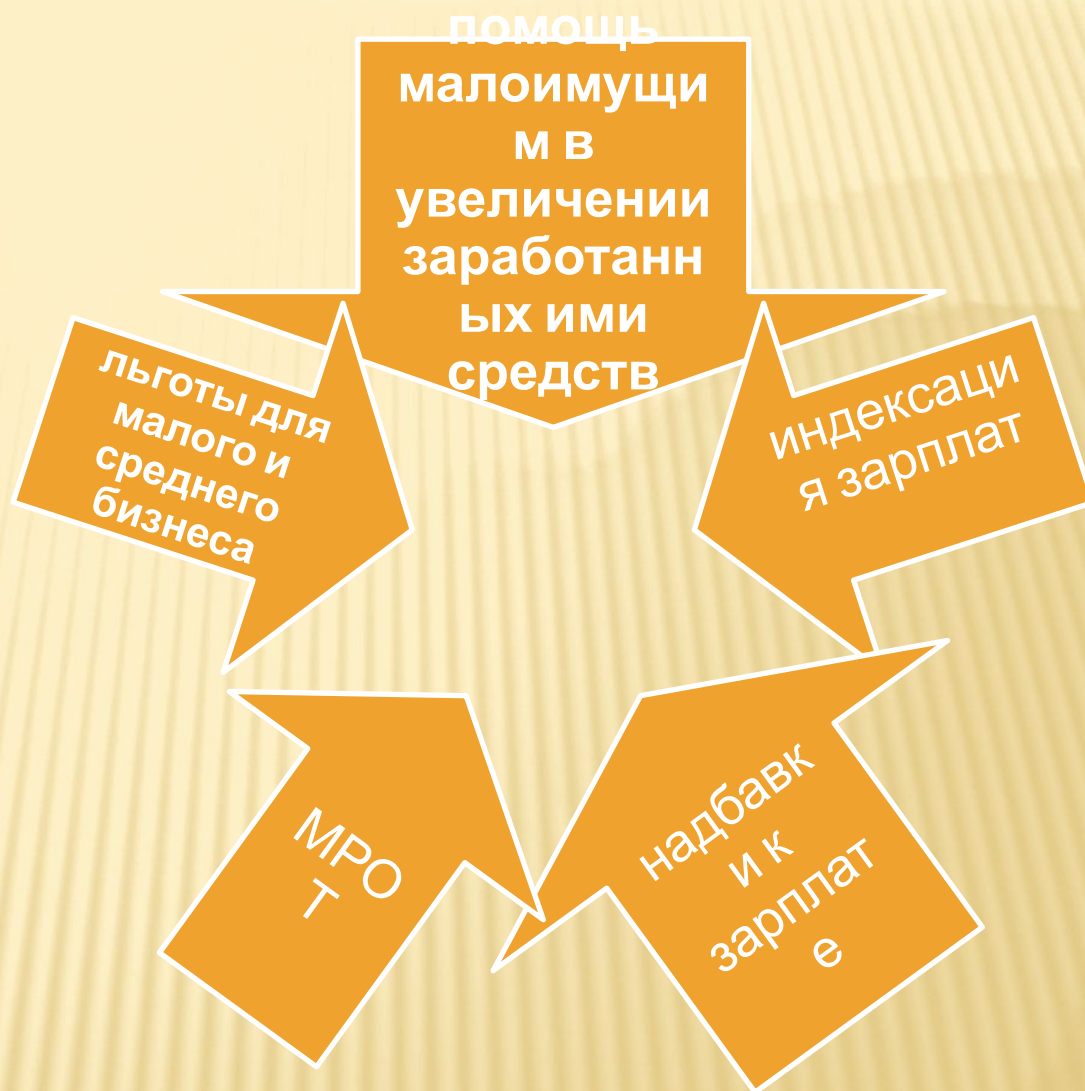 помощь
малоимущи
м в
увеличении
заработанн
ых ими
средств
льготы для
малого и
среднего
бизнеса
индексаци
я зарплат
МРО
Т
надбавк
и к
зарплат
е